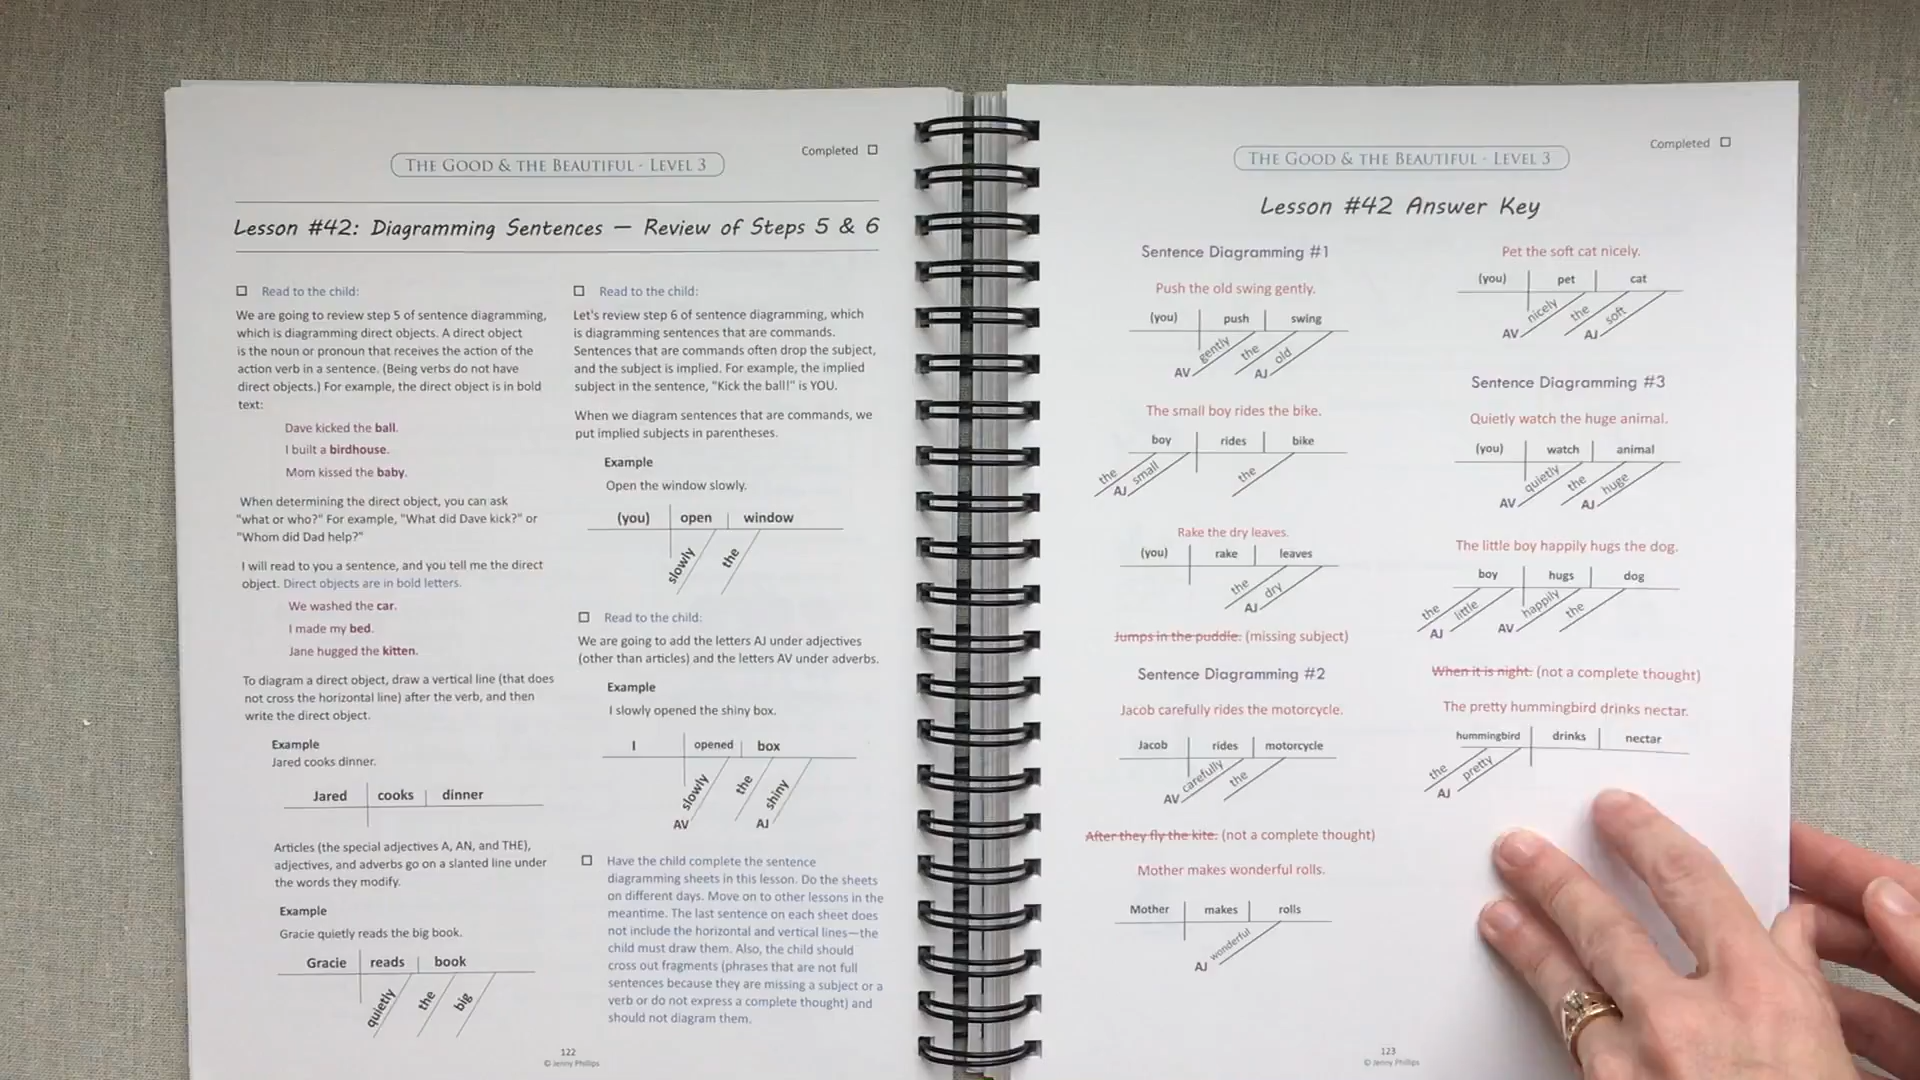 Completed
THE GOOD & THE BEAUTIFUL · LEVEL 3
Lesson #42: Diagramming Sentences — Review of Steps 5 & 6
Read to the child:
We are going to review step 5 of sentence diagramming,
which is diagramming direct objects. A direct object
is the noun or pronoun that receives the action of the
action verb in a sentence. (Being verbs do not have
direct objects.) For example, the direct object is in bold
text:
Dave kicked the ball.
I built a birdhouse.
Mom kissed the baby.
When determining the direct object, you can ask
"what or who?" For example, "What did Dave kick?" or
"Whom did Dad help?"
I will read to you a sentence, and you tell me the direct
object. Direct objects are in bold letters.
We washed the car.
I made my bed.
Jane hugged the kitten.
To diagram a direct object, draw a vertical line (that does
not cross the horizontal line) after the verb, and then
write the direct object.
Example
Jared cooks dinner.
Jared cooks dinner
Articles (the special adjectives A, AN, and THE),
adjectives, and adverbs go on a slanted line under
the words they modify.
Example
Gracie quietly reads the big book.
Gracie reads book
quietly the big
Read to the child:
Let's review step 6 of sentence diagramming, which
is diagramming sentences that are commands.
Sentences that are commands often drop the subject,
and the subject is implied. For example, the implied
subject in the sentence, "Kick the ball!" is YOU.
When we diagram sentences that are commands, we
put implied subjects in parentheses.
Example
Open the window slowly.
(you) open window
slowly the
Read to the child:
We are going to add the letters AJ under adjectives
(other than articles) and the letters AV under adverbs.
Example
I slowly opened the shiny box.
I opened box
slowly the shiny
AV AJ
Have the child complete the sentence
diagramming sheets in this lesson. Do the sheets
on different days. Move on to other lessons in the
meantime. The last sentence on each sheet does
not include the horizontal and vertical lines—the
child must draw them. Also, the child should
cross out fragments (phrases that are not full
sentences because they are missing a subject or a
verb or do not express a complete thought) and
should not diagram them.
122
© Jenny Phillips
Completed
THE GOOD & THE BEAUTIFUL · LEVEL 3
Lesson #42 Answer Key
Sentence Diagramming #1
Push the old swing gently.
(you) push swing
gently the old
AV AJ
The small boy rides the bike.
boy rides bike
the small the
AJ
Rake the dry leaves.
(you) rake leaves
the dry
AJ
Jumps in the puddle. (missing subject)
Sentence Diagramming #2
Jacob carefully rides the motorcycle.
Jacob rides motorcycle
carefully the
AV
After they fly the kite. (not a complete thought)
Mother makes wonderful rolls.
Mother makes rolls
wonderful
AJ
Pet the soft cat nicely.
(you) pet cat
nicely the soft
AV AJ
Sentence Diagramming #3
Quietly watch the huge animal.
(you) watch animal
quietly the huge
AV AJ
The little boy happily hugs the dog.
boy hugs dog
the little happily the
AJ AV
When it is night. (not a complete thought)
The pretty hummingbird drinks nectar.
hummingbird drinks nectar
the pretty
AJ
123
© Jenny Phillips